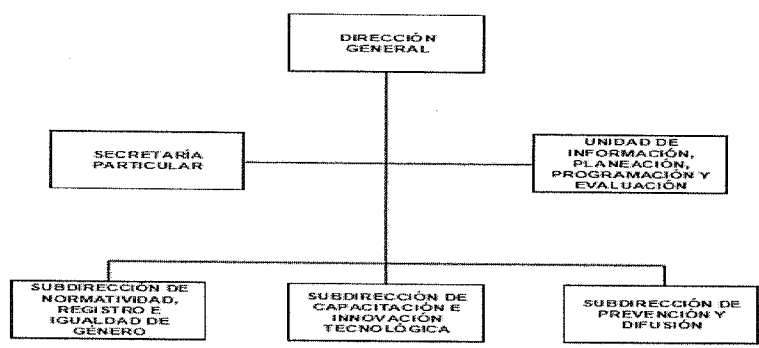 DIRECCIÓN
GENERAL
SECRETARÍA
PARTICULAR
UNIDAD DE
INFORMACIÓN,
PLANEACIÓN,
PROGRAMACIÓN Y
EVALUACIÓN
SUBDIRECCIÓN DE
NORMATIVIDAD,
REGISTRO E
IGUALDAD DE
GÉNERO
SUBDIRECCIÓN DE
CAPACITACIÓN E
INNOVACIÓN
TECNOLÓGICA
SUBDIRECCIÓN DE
PREVENCIÓN Y
DIFUSIÓN